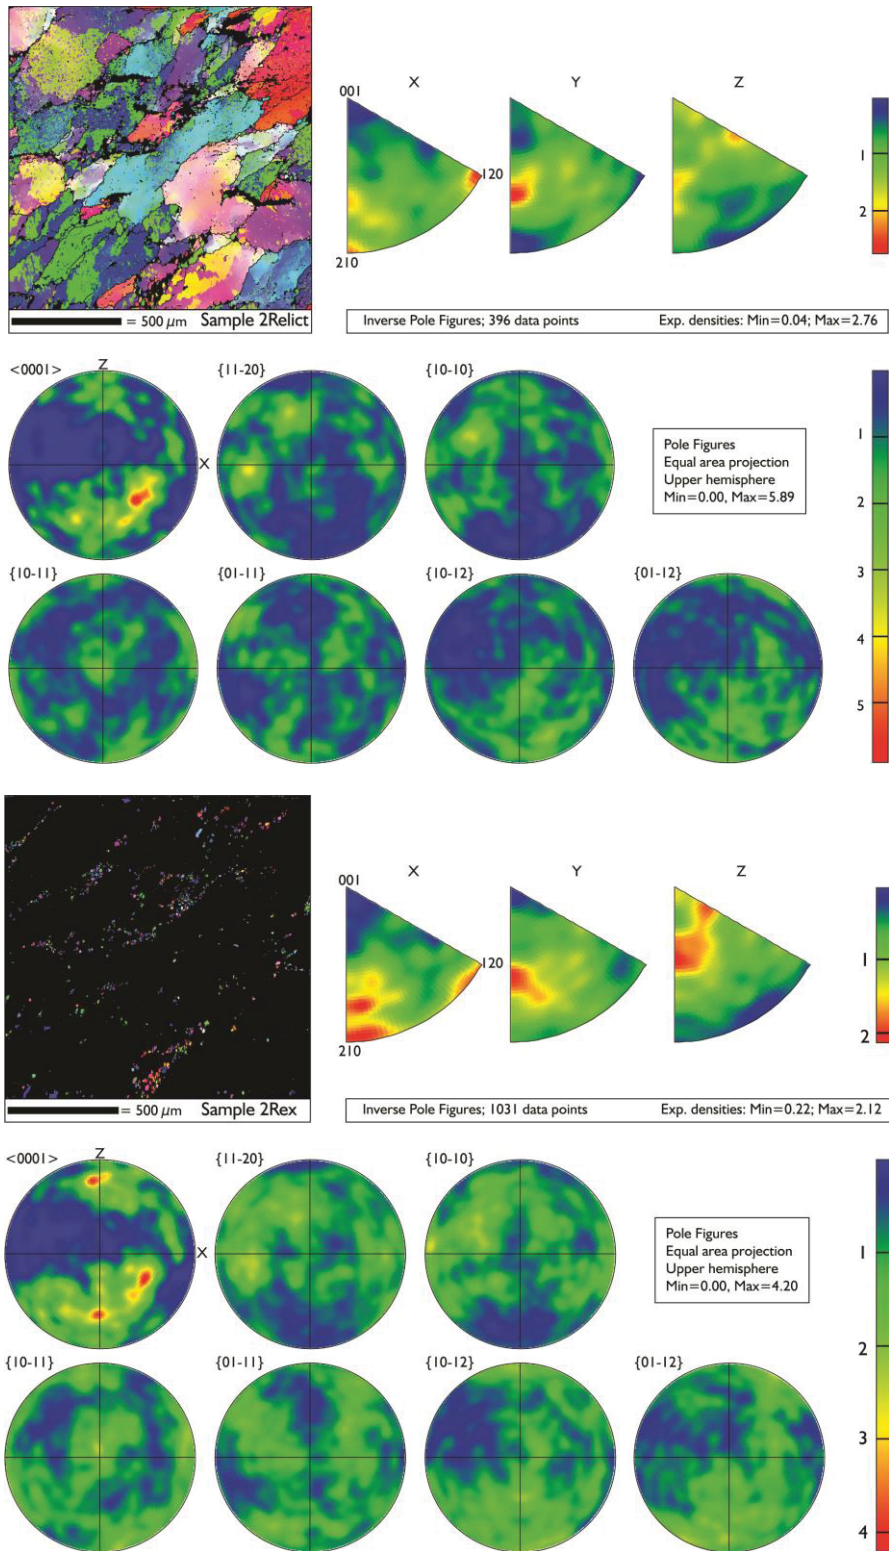 X Y Z
001
120
210
1
2
= 500 µm Sample 2Relict
Inverse Pole Figures; 396 data points Exp. densities: Min=0.04; Max=2.76
<0001> Z {11-20} {10-10}
X
Pole Figures
Equal area projection
Upper hemisphere
Min=0.00, Max=5.89
1
2
3
4
5
{10-11} {01-11} {10-12} {01-12}
X Y Z
001
120
210
1
2
= 500 µm Sample 2Rex
Inverse Pole Figures; 1031 data points Exp. densities: Min=0.22; Max=2.12
<0001> Z {11-20} {10-10}
X
Pole Figures
Equal area projection
Upper hemisphere
Min=0.00, Max=4.20
1
2
3
4
{10-11} {01-11} {10-12} {01-12}